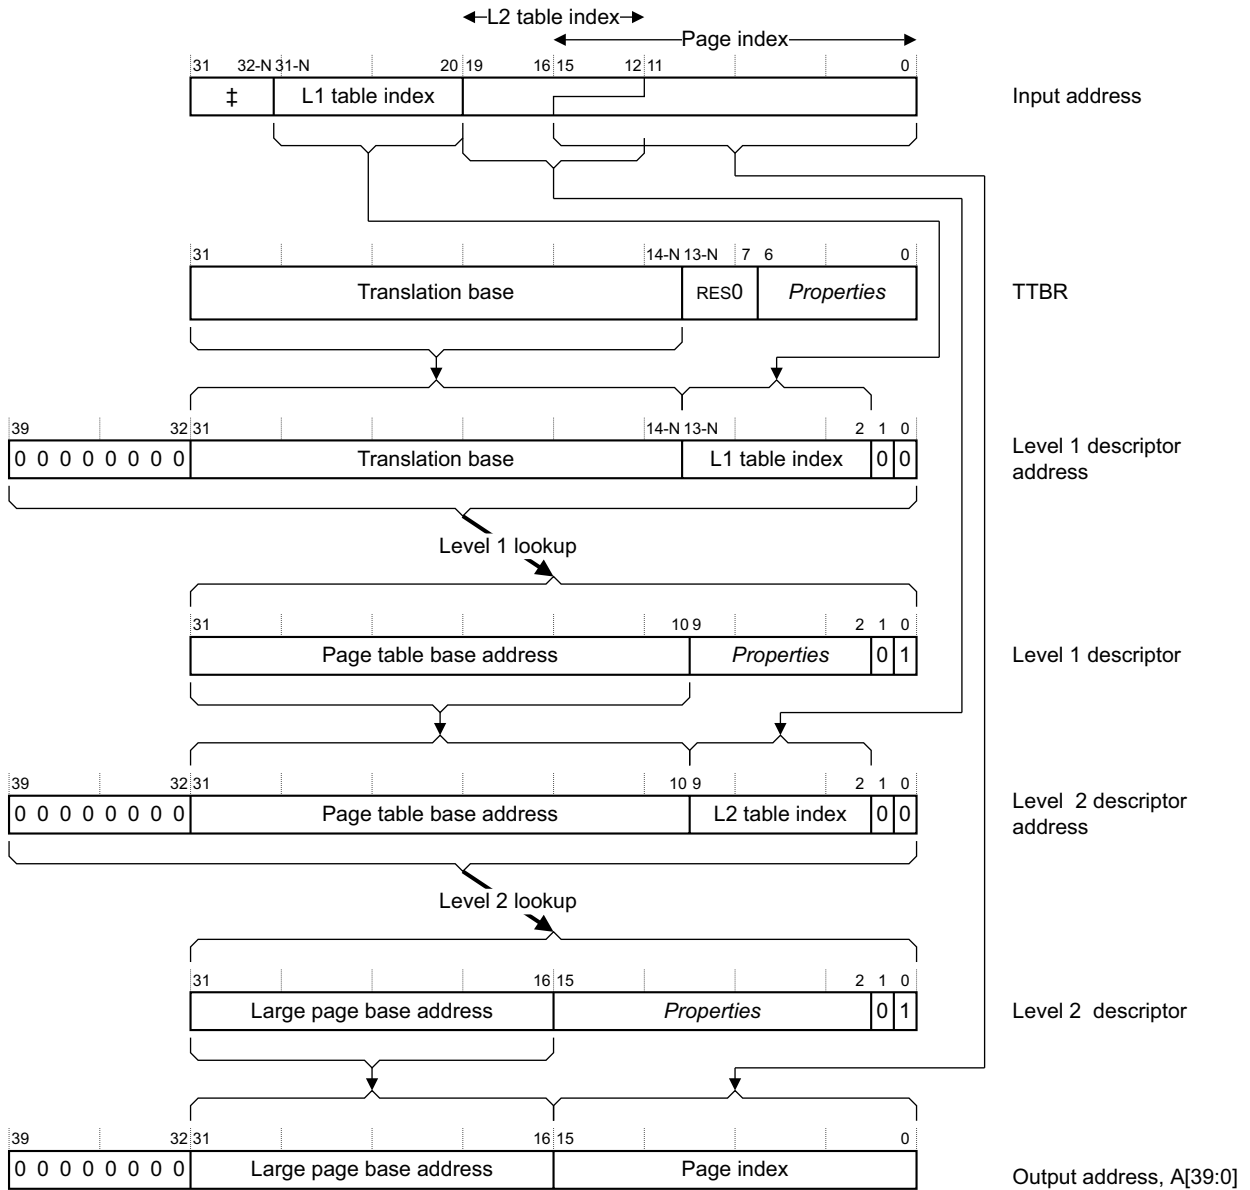 L2 table index
Page index
31 32-N 31-N 20 19 16 15 12 11 0
‡ L1 table index Input address
31 14-N 13-N 7 6 0
Translation base RES0 Properties TTBR
39 32 31 14-N 13-N 2 1 0
0 0 0 0 0 0 0 0 Translation base L1 table index 0 0 Level 1 descriptor
address
Level 1 lookup
31 10 9 2 1 0
Page table base address Properties 0 1 Level 1 descriptor
39 32 31 10 9 2 1 0
0 0 0 0 0 0 0 0 Page table base address L2 table index 0 0 Level 2 descriptor
address
Level 2 lookup
31 16 15 2 1 0
Large page base address Properties 0 1 Level 2 descriptor
39 32 31 16 15 0
0 0 0 0 0 0 0 0 Large page base address Page index Output address, A[39:0]